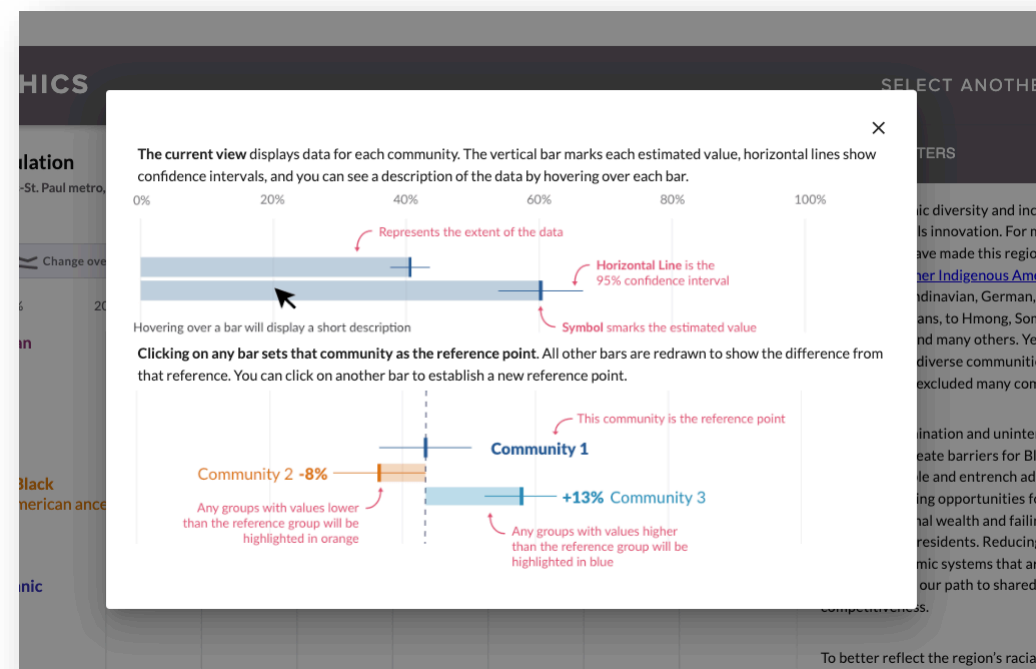 HICS
SELECT ANOTHE
ulation
-St. Paul metro,
TERS
Change ove
20
an
Black
merican ance
nic
The current view displays data for each community. The vertical bar marks each estimated value, horizontal lines show
confidence intervals, and you can see a description of the data by hovering over each bar.
0% 20% 40% 60% 80% 100%
Represents the extent of the data
Horizontal Line is the
95% confidence interval
Hovering over a bar will display a short description
Symbol smarks the estimated value
Clicking on any bar sets that community as the reference point. All other bars are redrawn to show the difference from
that reference. You can click on another bar to establish a new reference point.
This community is the reference point
Community 1
Community 2 -8%
+13% Community 3
Any groups with values lower
than the reference group will be
highlighted in orange
Any groups with values higher
than the reference group will be
highlighted in blue
ic diversity and inc
ls innovation. For m
ave made this regio
her Indigenous Ame
ndinavian, German,
ans, to Hmong, Som
nd many others. Ye
diverse communiti
excluded many com
ination and uninte
eate barriers for Bl
le and entrench ad
ing opportunities fo
nal wealth and failin
residents. Reducing
mic systems that ar
our path to shared
competitiveness.
To better reflect the region's racia